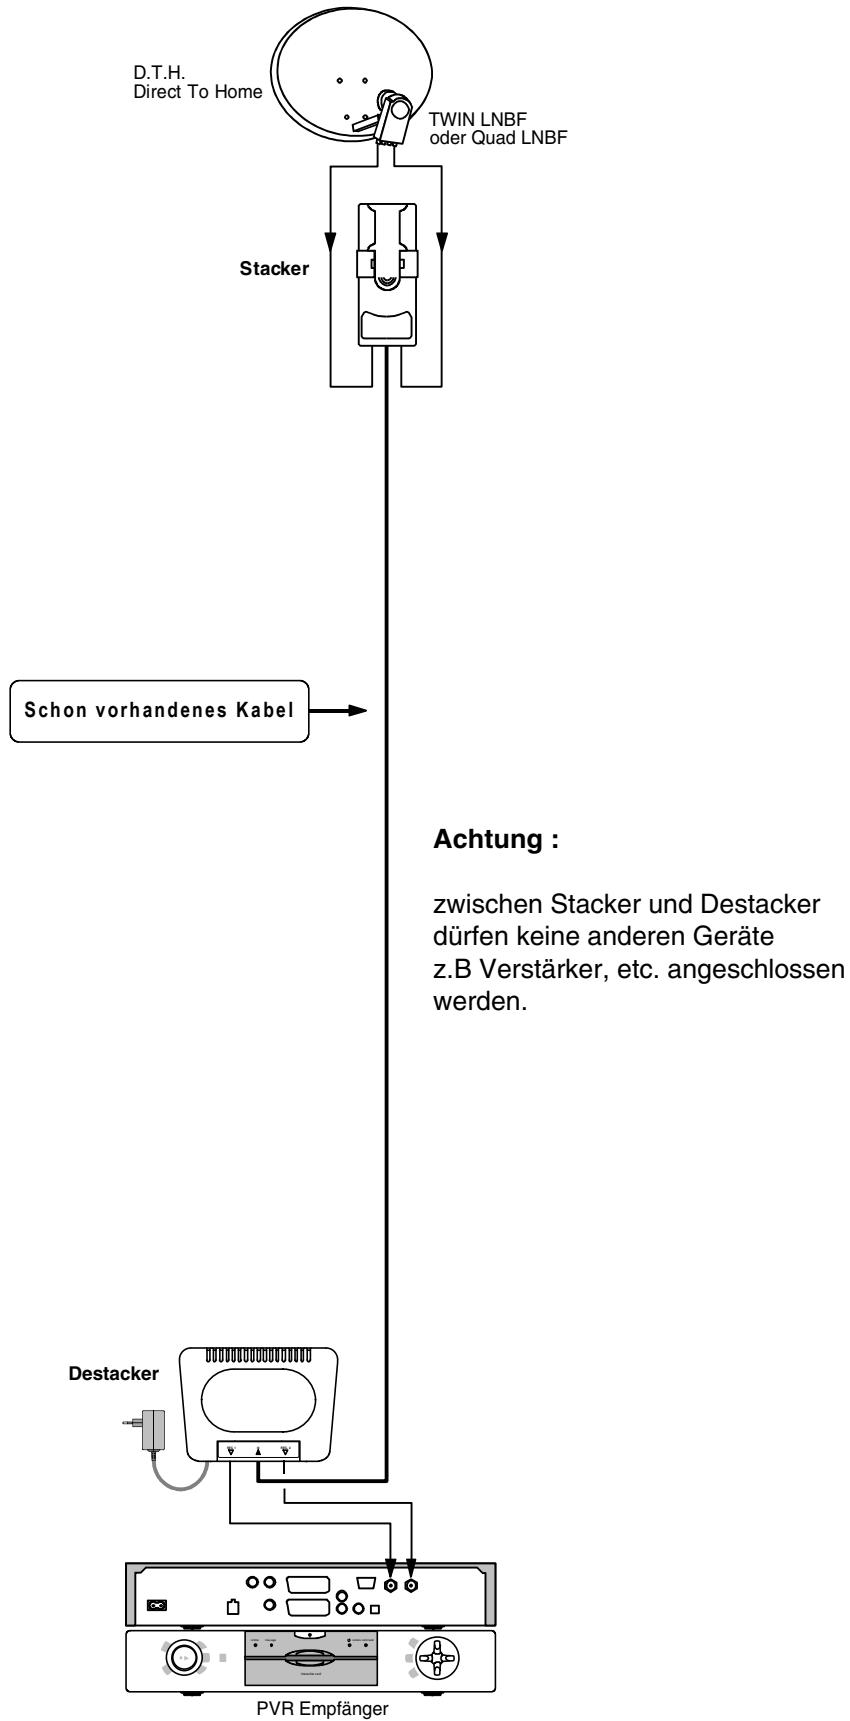 D.T.H.
Direct To Home
TWIN LNBF
oder Quad LNBF
Stacker
Schon vorhandenes Kabel
Achtung :
zwischen Stacker und Destacker
dürfen keine anderen Geräte
z.B Verstärker, etc. angeschlossen
werden.
Destacker
PVR Empfänger